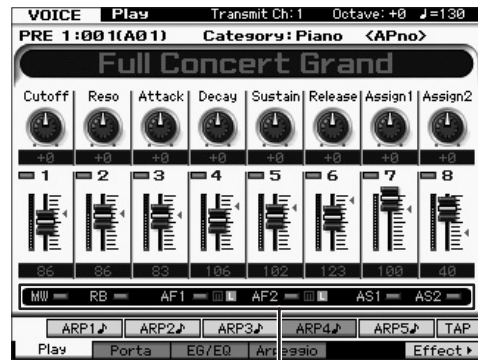 VOICE Play Transmit Ch: 1 Octave: +0 ♩=130
PRE 1:001(A01) Category: Piano <APno>
Full Concert Grand
Cutoff Reso Attack Decay Sustain Release Assign1 Assign2
+0 +0 +0 +0 +0 +0 +0 +0
1 2 3 4 5 6 7 8
86 86 83 106 102 123 100 40
MW RB AF1 M L AF2 M L AS1 AS2
ARP1♪ ARP2♪ ARP3♪ ARP4♪ ARP5♪ TAP
Play Porta EG/EQ Arpeggio Effect